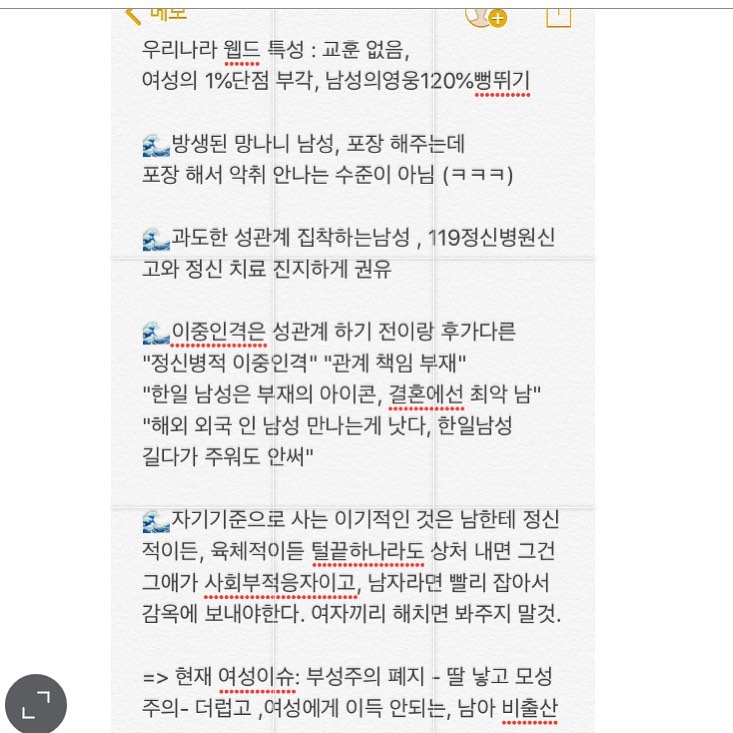 메모
우리나라 웹드 특성 : 교훈 없음,
여성의 1%단점 부각, 남성의영웅120%뻥뛰기
🌊방생된 망나니 남성, 포장 해주는데
포장 해서 악취 안나는 수준이 아님 (ㅋㅋㅋ)
🌊과도한 성관계 집착하는남성 , 119정신병원신
고와 정신 치료 진지하게 권유
🌊이중인격은 성관계 하기 전이랑 후가다른
"정신병적 이중인격" "관계 책임 부재"
"한일 남성은 부재의 아이콘, 결혼에선 최악 남"
"해외 외국 인 남성 만나는게 낫다, 한일남성
길다가 주워도 안써"
🌊자기기준으로 사는 이기적인 것은 남한테 정신
적이든, 육체적이듣 털끝하나라도 상처 내면 그건
그애가 사회부적응자이고, 남자라면 빨리 잡아서
감옥에 보내야한다. 여자끼리 해치면 봐주지 말것.
=> 현재 여성이슈: 부성주의 폐지 - 딸 낳고 모성
주의- 더럽고 ,여성에게 이득 안되는, 남아 비출산